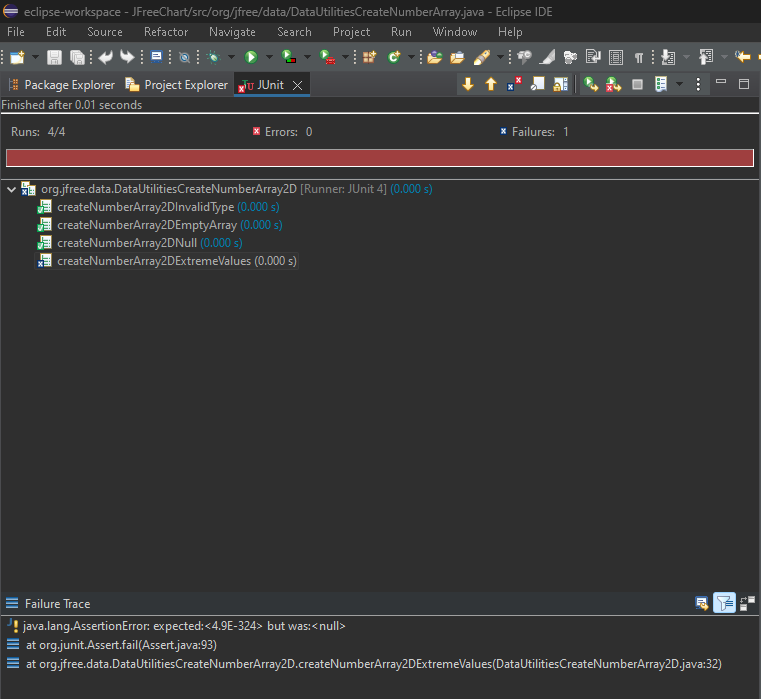 eclipse-workspace - JFreeChart/src/org/jfree/data/DataUtilitiesCreateNumberArray.java - Eclipse IDE
File Edit Source Refactor Navigate Search Project Run Window Help
Package Explorer Project Explorer JUnit
Finished after 0.01 seconds
Runs: 4/4 Errors: 0 Failures: 1
org.jfree.data.DataUtilitiesCreateNumberArray2D [Runner: JUnit 4] (0.000 s)
createNumberArray2DInvalidType (0.000 s)
createNumberArray2DEmptyArray (0.000 s)
createNumberArray2DNull (0.000 s)
createNumberArray2DExtremeValues (0.000 s)
Failure Trace
java.lang.AssertionError: expected:<4.9E-324> but was:<null>
at org.junit.Assert.fail(Assert.java:93)
at org.jfree.data.DataUtilitiesCreateNumberArray2D.createNumberArray2DExtremeValues(DataUtilitiesCreateNumberArray2D.java:32)